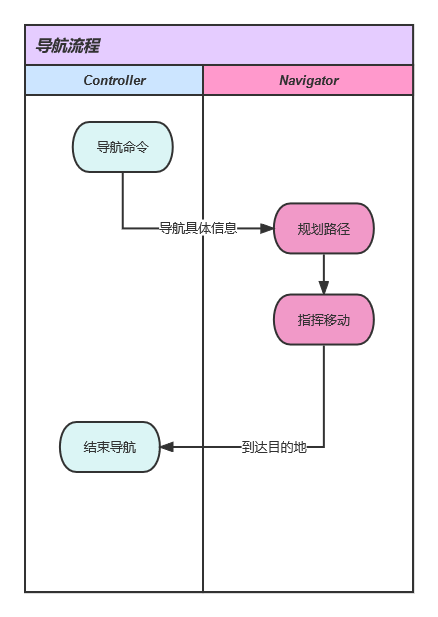 导航流程
Controller
Navigator
导航命令
导航具体信息
规划路径
指挥移动
结束导航
到达目的地